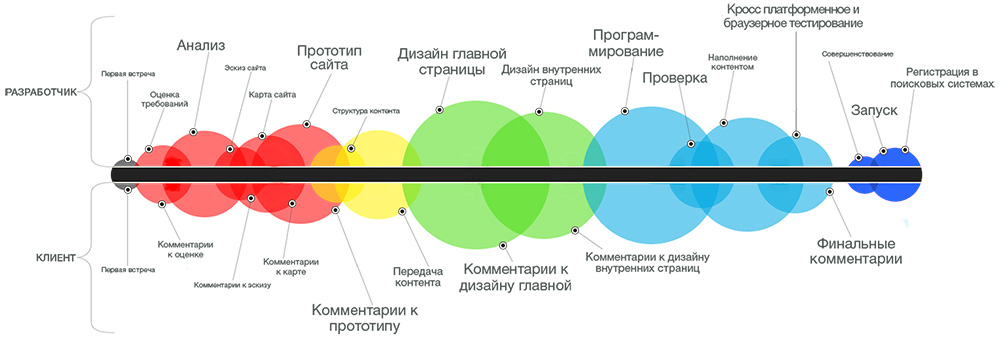 РАЗРАБОТЧИК
Первая встреча
Оценка
требований
Анализ
Эскиз сайта
Карта сайта
Прототип
сайта
Структура контента
Дизайн главной
страницы
Дизайн внутренних
страниц
Програм-
мирование
Проверка
Наполнение
контентом
Кросс платформенное и
браузерное тестирование
Совершенствование
Запуск
Регистрация в
поисковых системах
КЛИЕНТ
Первая встреча
Комментарии
к оценке
Комментарии к эскизу
Комментарии
к карте
Комментарии к
прототипу
Передача
контента
Комментарии к
дизайну главной
Комментарии к дизайну
внутренних страниц
Финальные
комментарии